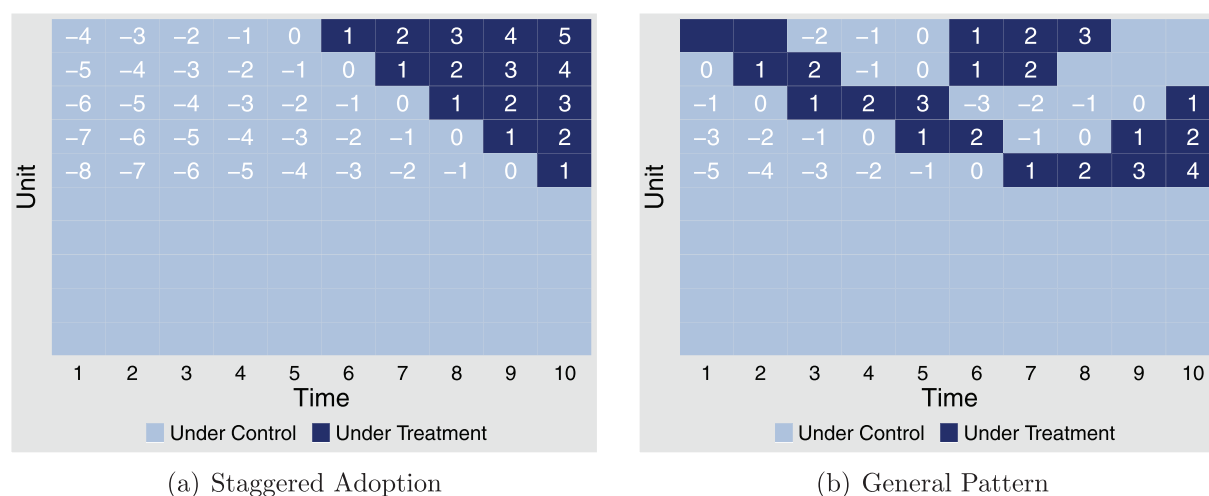 −4 −3 −2 −1 0 1 2 3 4 5
−5 −4 −3 −2 −1 0 1 2 3 4
−6 −5 −4 −3 −2 −1 0 1 2 3
−7 −6 −5 −4 −3 −2 −1 0 1 2
−8 −7 −6 −5 −4 −3 −2 −1 0 1
Unit
1 2 3 4 5 6 7 8 9 10
Time
Under Control Under Treatment
(a) Staggered Adoption
−2 −1 0 1 2 3
0 1 2 −1 0 1 2
−1 0 1 2 3 −3 −2 −1 0 1
−3 −2 −1 0 1 2 −1 0 1 2
−5 −4 −3 −2 −1 0 1 2 3 4
Unit
1 2 3 4 5 6 7 8 9 10
Time
Under Control Under Treatment
(b) General Pattern